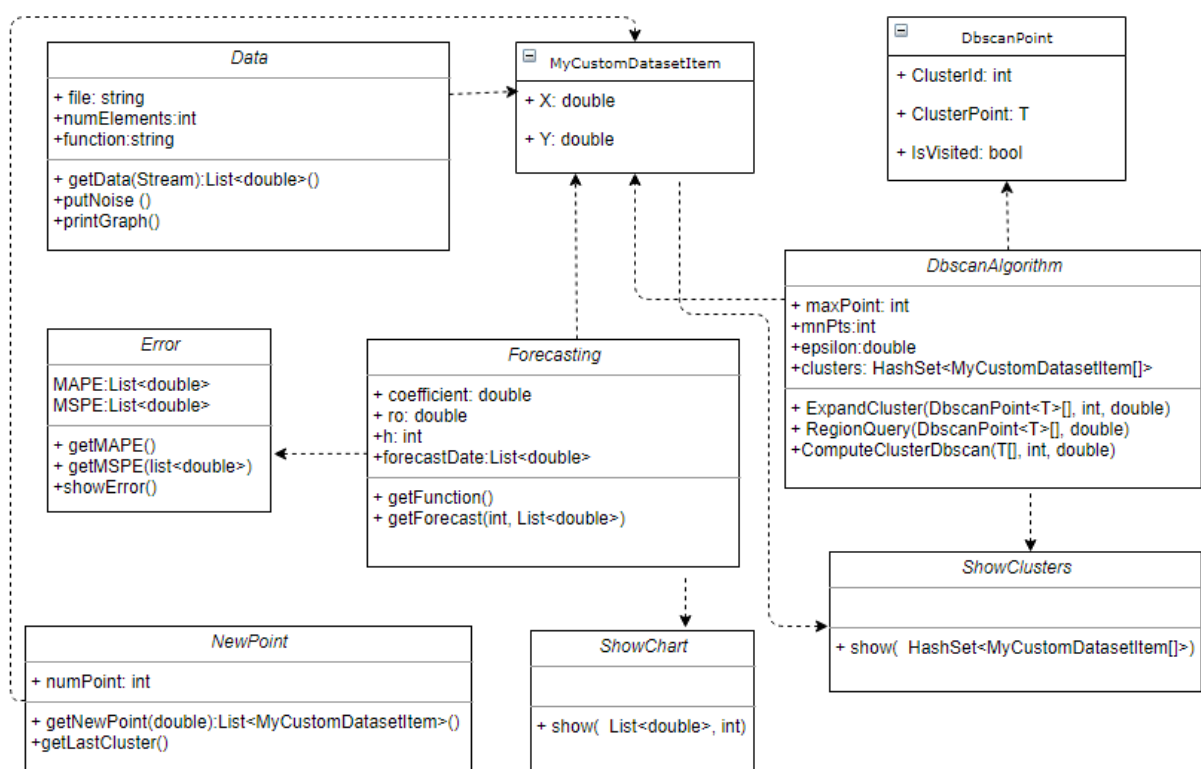 Data
+ file: string
+numElements:int
+function:string
+ getData(Stream):List<double>()
+putNoise ()
+printGraph()
MyCustomDatasetItem
+ X: double
+ Y: double
DbscanPoint
+ ClusterId: int
+ ClusterPoint: T
+ IsVisited: bool
DbscanAlgorithm
+ maxPoint: int
+mnPts:int
+epsilon:double
+clusters: HashSet<MyCustomDatasetItem[]>
+ ExpandCluster(DbscanPoint<T>[], int, double)
+ RegionQuery(DbscanPoint<T>[], double)
+ComputeClusterDbscan(T[], int, double)
Error
MAPE:List<double>
MSPE:List<double>
+ getMAPE()
+ getMSPE(list<double>)
+showError()
Forecasting
+ coefficient: double
+ ro: double
+h: int
+forecastDate:List<double>
+ getFunction()
+ getForecast(int, List<double>)
ShowClusters
+ show( HashSet<MyCustomDatasetItem[]>)
NewPoint
+ numPoint: int
+ getNewPoint(double):List<MyCustomDatasetItem>()
+getLastCluster()
ShowChart
+ show( List<double>, int)